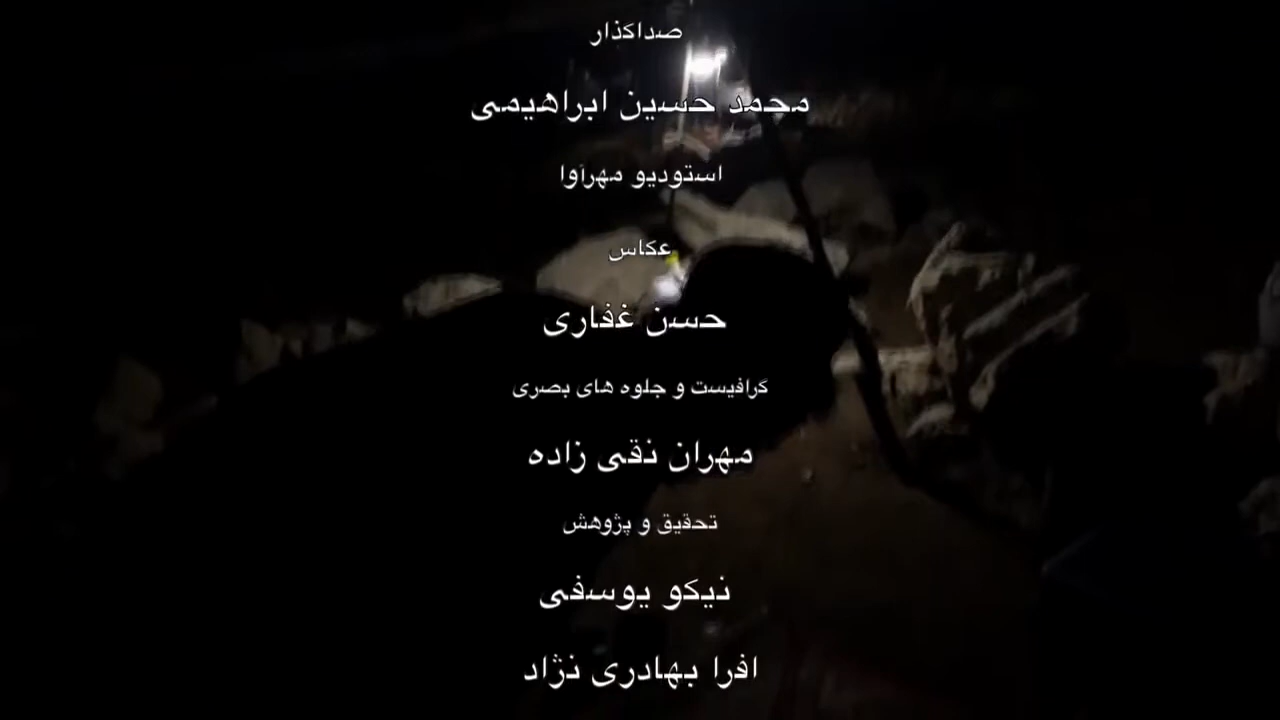 صداگذار
محمد حسین ابراهیمی
استودیو مهرآوا
عکاس
حسن غفاری
گرافیست و جلوه های بصری
مهران نقی زاده
تحقیق و پژوهش
نیکو یوسفی
افرا بهادری نژاد